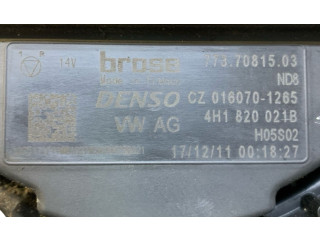 14V brose 773.70815.03
ND8
DENSO CZ 016070-1265
VW AG 4H1 820 021B
H05S02
17/12/11 00:18:27